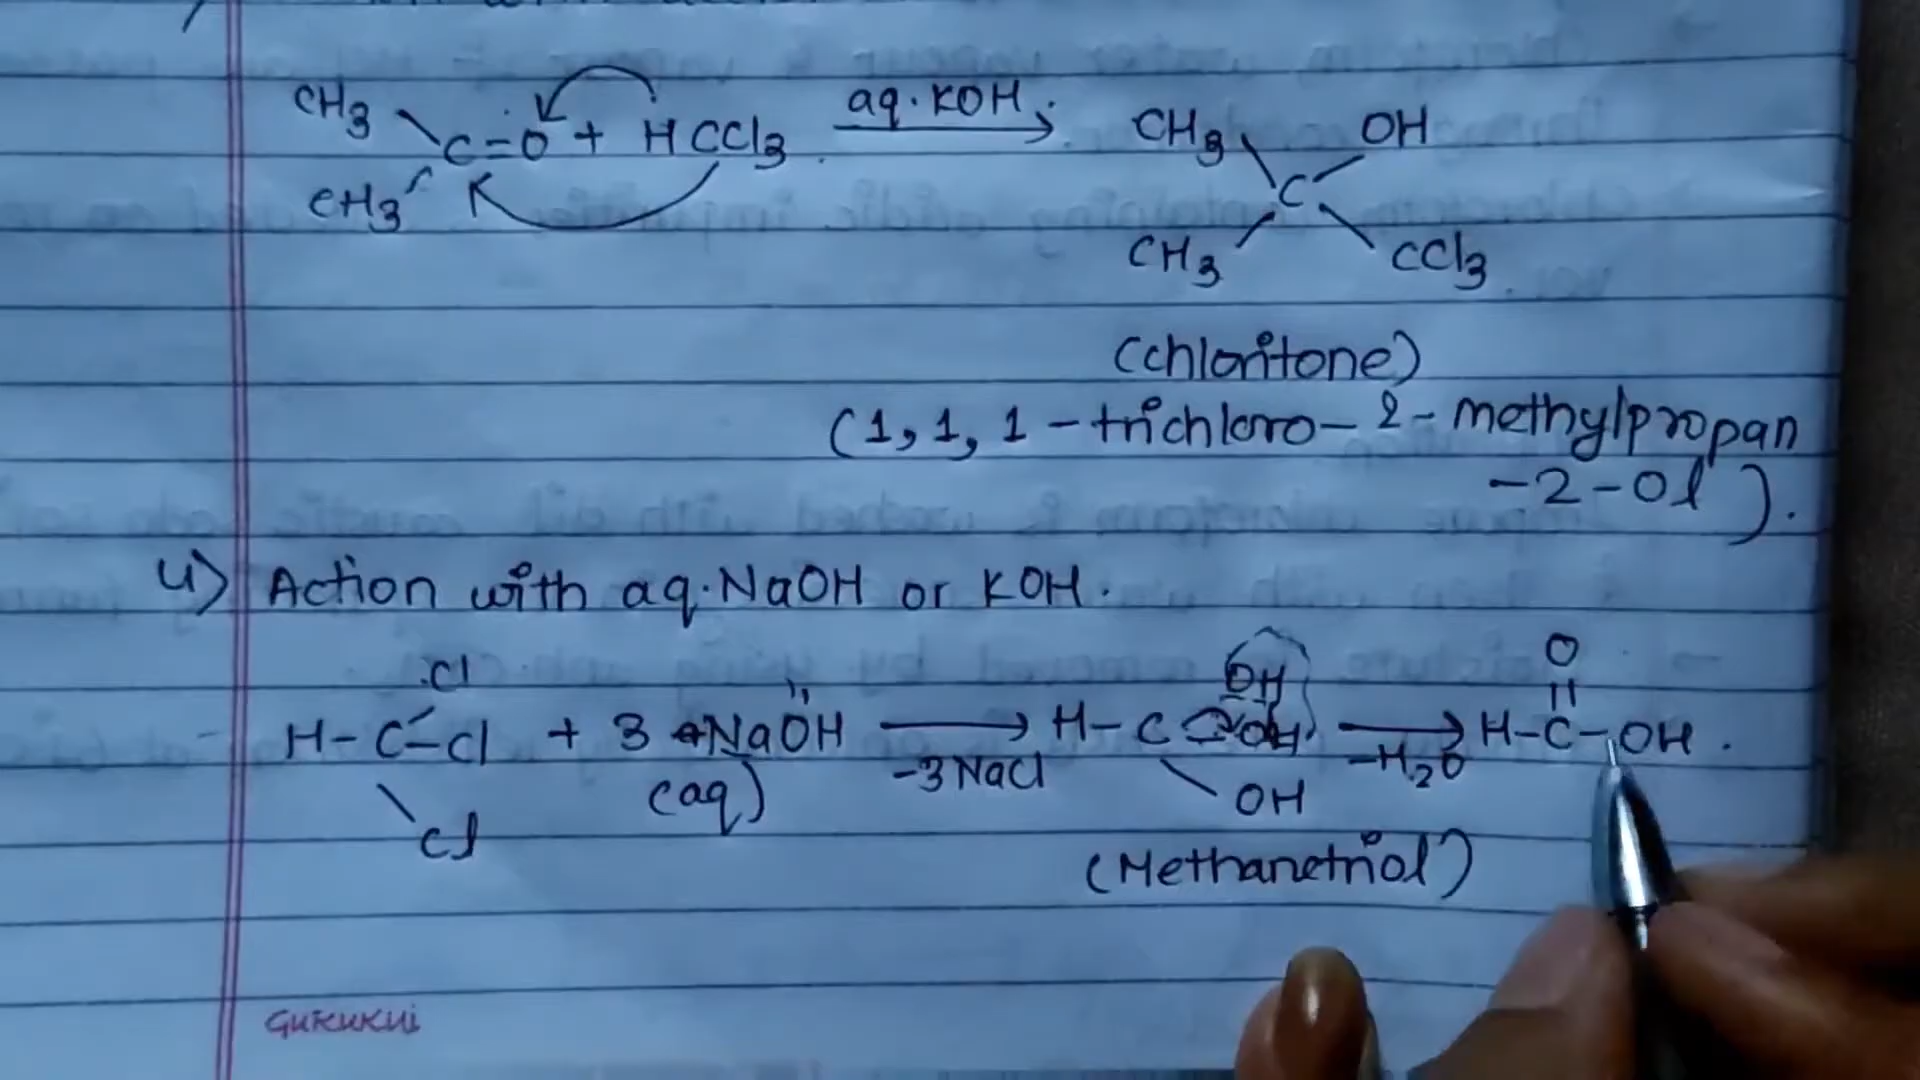 CH3 C=O + HCCl3 aq.KOH CH3 OH
CH3 C
CH3 CCl3
(chloritone)
(1,1,1-trichloro-2-methylpropan
-2-ol).
4) Action with aq.NaOH or KOH.
Cl OH O
H-C-Cl + 3 NaOH H-C OH H-C-OH.
(aq) -3NaCl OH -H2O
Cl
(Methanetriol)
GURUKUL